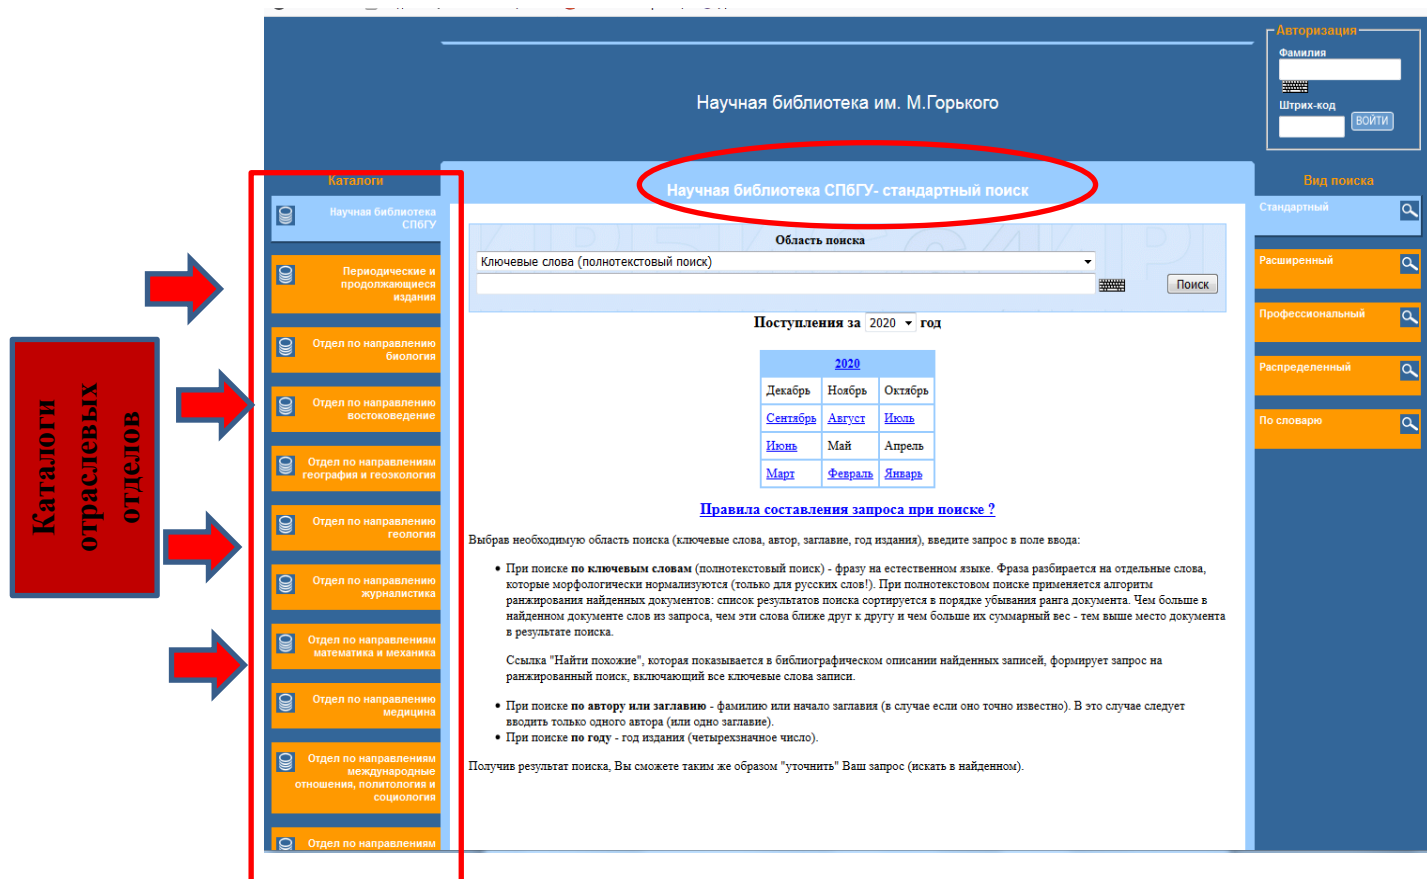 Каталоги
отраслевых
отделов
Научная библиотека им. М.Горького
Авторизация
Фамилия
Штрих-код
ВОЙТИ
Каталоги
Научная библиотека
СПбГУ
Периодические и
продолжающиеся
издания
Отдел по направлению
биология
Отдел по направлению
востоковедение
Отдел по направлениям
география и геоэкология
Отдел по направлению
геология
Отдел по направлению
журналистика
Отдел по направлениям
математика и механика
Отдел по направлению
медицина
Отдел по направлениям
международные
отношения, политология и
социология
Отдел по направлениям
Научная библиотека СПбГУ- стандартный поиск
Область поиска
Ключевые слова (полнотекстовый поиск)
Поиск
Поступления за 2020 год
2020
Декабрь Ноябрь Октябрь
Сентябрь Август Июль
Июнь Май Апрель
Март Февраль Январь
Правила составления запроса при поиске ?
Выбрав необходимую область поиска (ключевые слова, автор, заглавие, год издания), введите запрос в поле ввода:
• При поиске по ключевым словам (полнотекстовый поиск) - фразу на естественном языке. Фраза разбирается на отдельные слова,
которые морфологически нормализуются (только для русских слов!). При полнотекстовом поиске применяется алгоритм
ранжирования найденных документов: список результатов поиска сортируется в порядке убывания ранга документа. Чем больше в
найденном документе слов из запроса, чем эти слова ближе друг к другу и чем больше их суммарный вес - тем выше место документа
в результате поиска.
Ссылка "Найти похожие", которая показывается в библиографическом описании найденных записей, формирует запрос на
ранжированный поиск, включающий все ключевые слова записи.
• При поиске по автору или заглавию - фамилию или начало заглавия (в случае если оно точно известно). В это случае следует
вводить только одного автора (или одно заглавие).
• При поиске по году - год издания (четырехзначное число).
Получив результат поиска, Вы сможете таким же образом "уточнить" Ваш запрос (искать в найденном).
Вид поиска
Стандартный
Расширенный
Профессиональный
Распределенный
По словарю